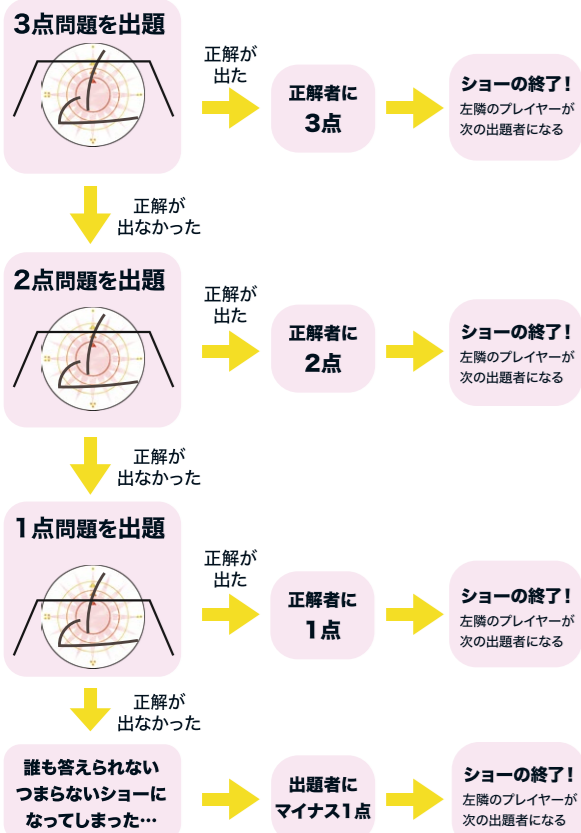 3点問題を出題
正解が
出た
正解者に
3点
ショーの終了!
左隣のプレイヤーが
次の出題者になる
正解が
出なかった
2点問題を出題
正解が
出た
正解者に
2点
ショーの終了!
左隣のプレイヤーが
次の出題者になる
正解が
出なかった
1点問題を出題
正解が
出た
正解者に
1点
ショーの終了!
左隣のプレイヤーが
次の出題者になる
正解が
出なかった
誰も答えられない
つまらないショーに
なってしまった…
出題者に
マイナス1点
ショーの終了!
左隣のプレイヤーが
次の出題者になる